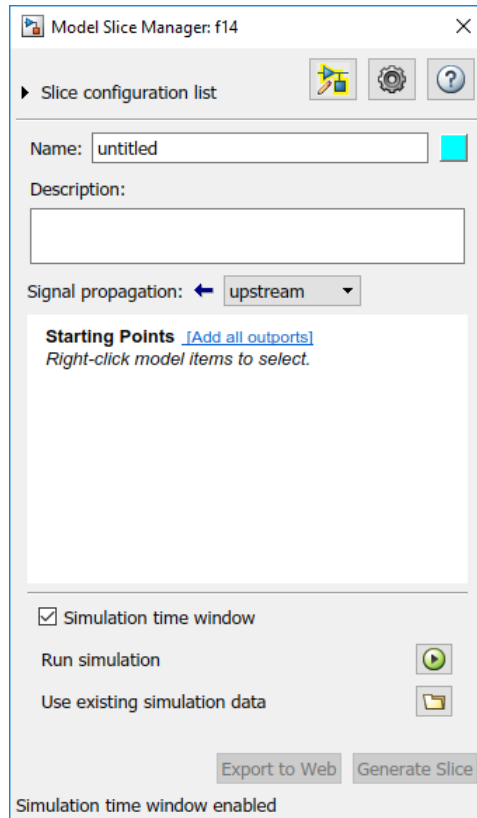 Model Slice Manager: f14
Slice configuration list
?
Name: untitled
Description:
Signal propagation: upstream
Starting Points [Add all outports]
Right-click model items to select.
Simulation time window
Run simulation
Use existing simulation data
Export to Web Generate Slice
Simulation time window enabled